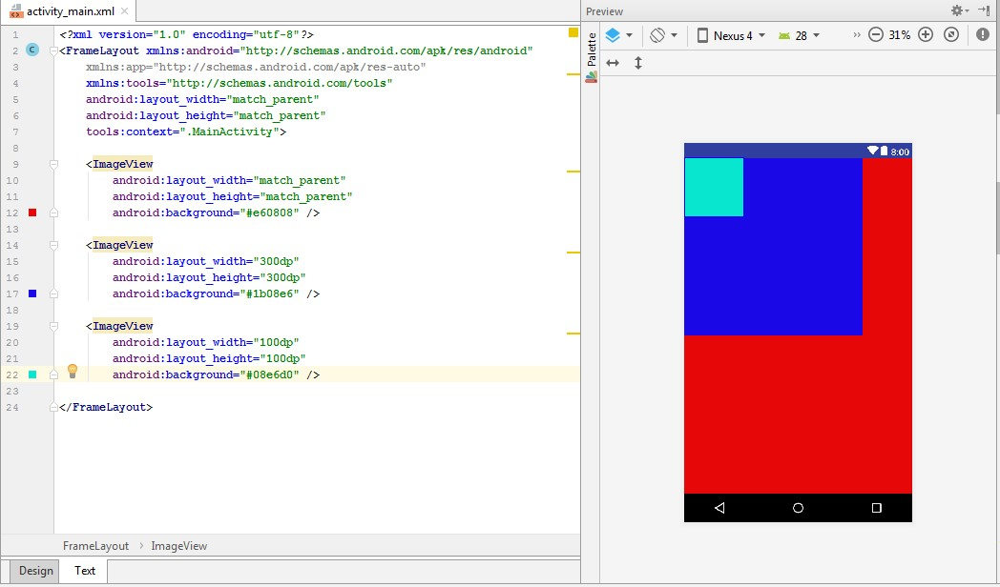 activity_main.xml
1 <?xml version="1.0" encoding="utf-8"?>
2 C <FrameLayout xmlns:android="http://schemas.android.com/apk/res/android"
3 xmlns:app="http://schemas.android.com/apk/res-auto"
4 xmlns:tools="http://schemas.android.com/tools"
5 android:layout_width="match_parent"
6 android:layout_height="match_parent"
7 tools:context=".MainActivity">
8
9 <ImageView
10 android:layout_width="match_parent"
11 android:layout_height="match_parent"
12 android:background="#e60808" />
13
14 <ImageView
15 android:layout_width="300dp"
16 android:layout_height="300dp"
17 android:background="#1b08e6" />
18
19 <ImageView
20 android:layout_width="100dp"
21 android:layout_height="100dp"
22 android:background="#08e6d0" />
23
24 </FrameLayout>
FrameLayout › ImageView
Design Text
Preview
Palette
Nexus 4 28 » 31%
8:00